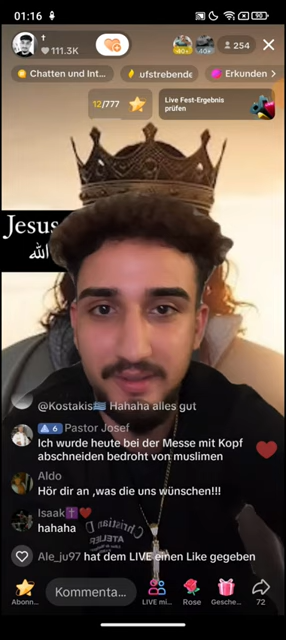 01:16
90
†
111.3K
254
Chatten und Int...
ufstrebende
Erkunden
12/777
Live Fest-Ergebnis
prüfen
Jesus
الله
@Kostakis🇬🇷 Hahaha alles gut
6 Pastor Josef
Ich wurde heute bei der Messe mit Kopf
abschneiden bedroht von muslimen
Aldo
Hör dir an ,was die uns wünschen!!!
Isaak✝️❤️
hahaha
Ale_ju97 hat dem LIVE einen Like gegeben
Christian D
ATELIER
Abonn...
Kommenta...
LIVE mi...
Rose
Gesche...
72